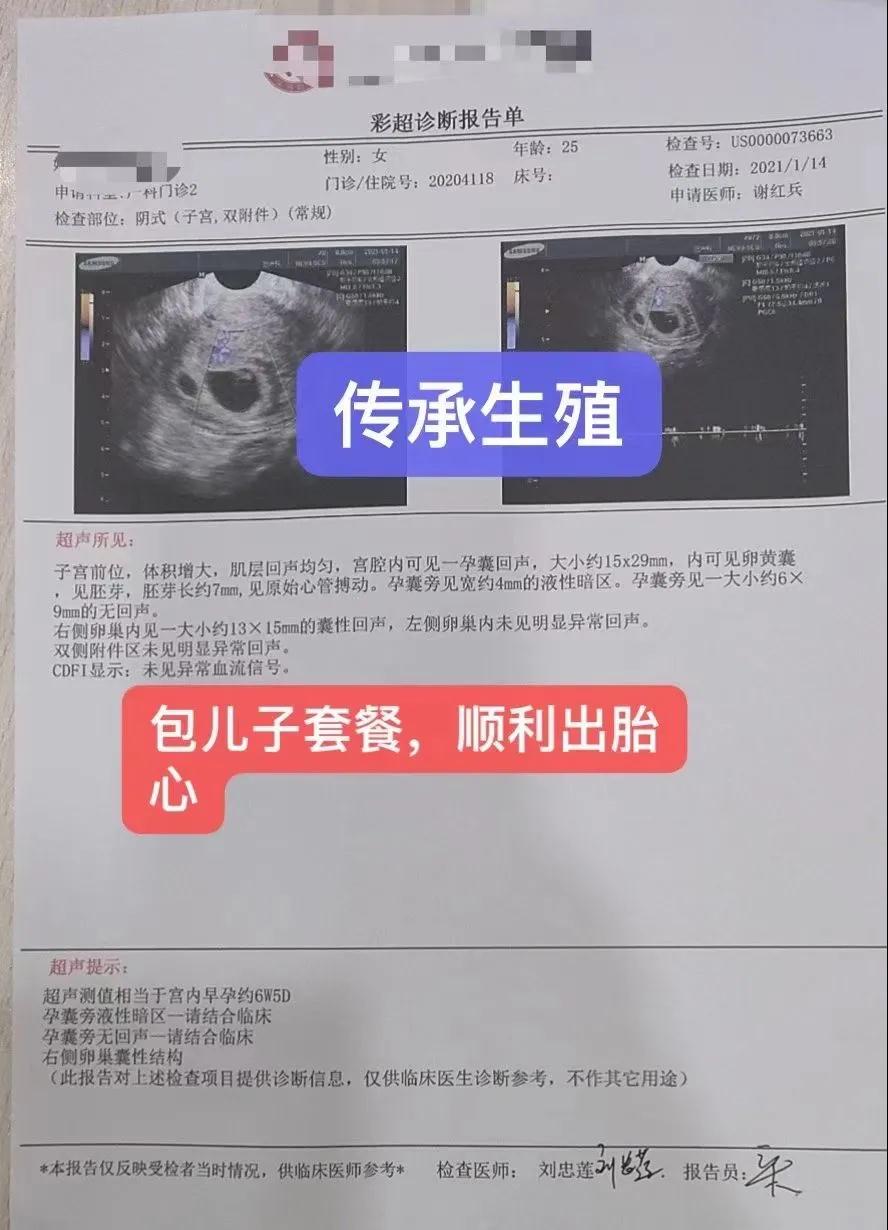 彩超诊断报告单
性别：女 年龄：25 检查号：US0000073663
门诊/住院号：20204118 床号： 检查日期：2021/1/14
产科门诊2 申请医师：谢红兵
检查部位：阴式（子宫,双附件）(常规)
SAMSUNG
SAMSUNG
传承生殖
超声所见：
子宫前位，体积增大，肌层回声均匀，宫腔内可见一孕囊回声，大小约15x29mm，内可见卵黄囊
，见胚芽，胚芽长约7mm,见原始心管搏动。孕囊旁见宽约4mm的液性暗区。孕囊旁见一大小约6×
9mm的无回声。
右侧卵巢内见一大小约13×15mm的囊性回声，左侧卵巢内未见明显异常回声。
双侧附件区未见明显异常回声。
CDFI显示：未见异常血流信号。
包儿子套餐，顺利出胎
心
超声提示：
超声测值相当于宫内早孕约6W5D
孕囊旁液性暗区—请结合临床
孕囊旁无回声—请结合临床
右侧卵巢囊性结构
（此报告对上述检查项目提供诊断信息，仅供临床医生诊断参考，不作其它用途）
*本报告仅反映受检者当时情况，供临床医师参考* 检查医师： 刘忠莲 报告员：